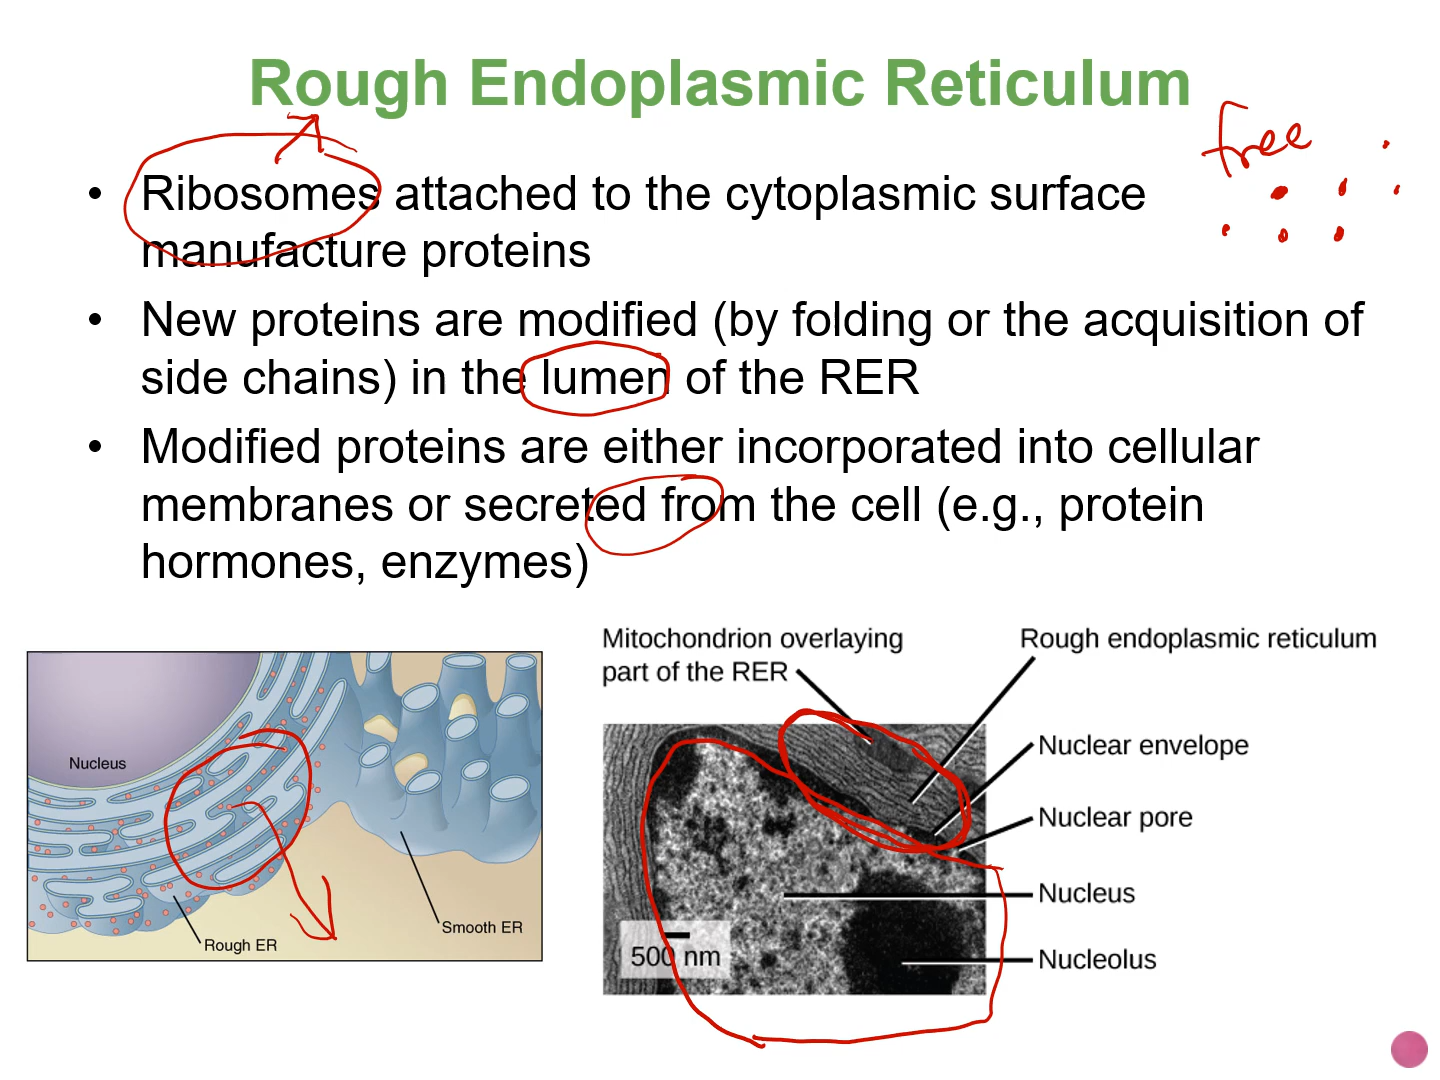 Rough Endoplasmic Reticulum
free
• Ribosomes attached to the cytoplasmic surface
manufacture proteins
• New proteins are modified (by folding or the acquisition of
side chains) in the lumen of the RER
• Modified proteins are either incorporated into cellular
membranes or secreted from the cell (e.g., protein
hormones, enzymes)
Nucleus
Rough ER
Smooth ER
Mitochondrion overlaying
part of the RER
Rough endoplasmic reticulum
Nuclear envelope
Nuclear pore
Nucleus
Nucleolus
500 nm